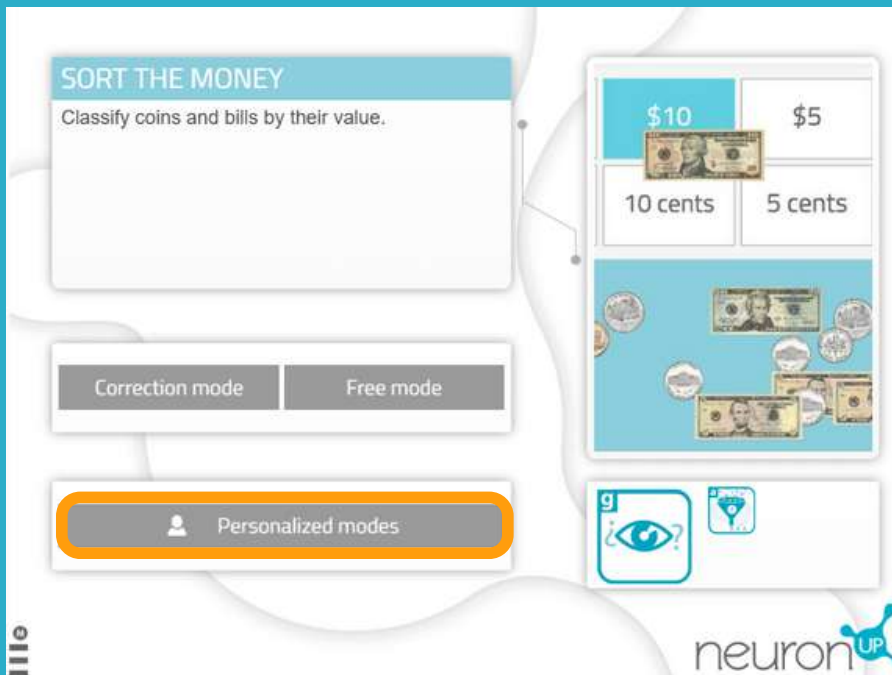 SORT THE MONEY
Classify coins and bills by their value.
$10
$5
10 cents
5 cents
Correction mode
Free mode
Personalized modes
g
a
¿?
neuronUP